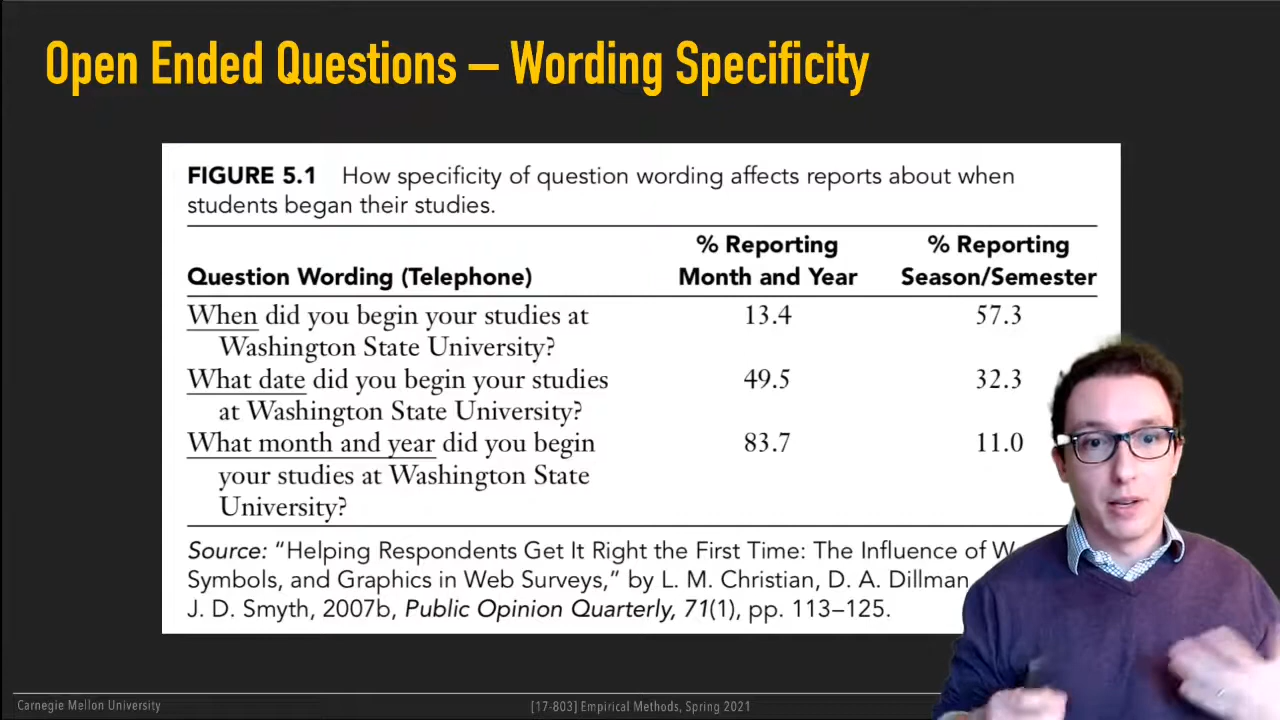 Open Ended Questions – Wording Specificity
FIGURE 5.1 How specificity of question wording affects reports about when
students began their studies.
% Reporting % Reporting
Question Wording (Telephone) Month and Year Season/Semester
When did you begin your studies at 13.4 57.3
Washington State University?
What date did you begin your studies 49.5 32.3
at Washington State University?
What month and year did you begin 83.7 11.0
your studies at Washington State
University?
Source: “Helping Respondents Get It Right the First Time: The Influence of
Symbols, and Graphics in Web Surveys,” by L. M. Christian, D. A. Dillman
J. D. Smyth, 2007b, Public Opinion Quarterly, 71(1), pp. 113–125.
Carnegie Mellon University [17-803] Empirical Methods, Spring 2021